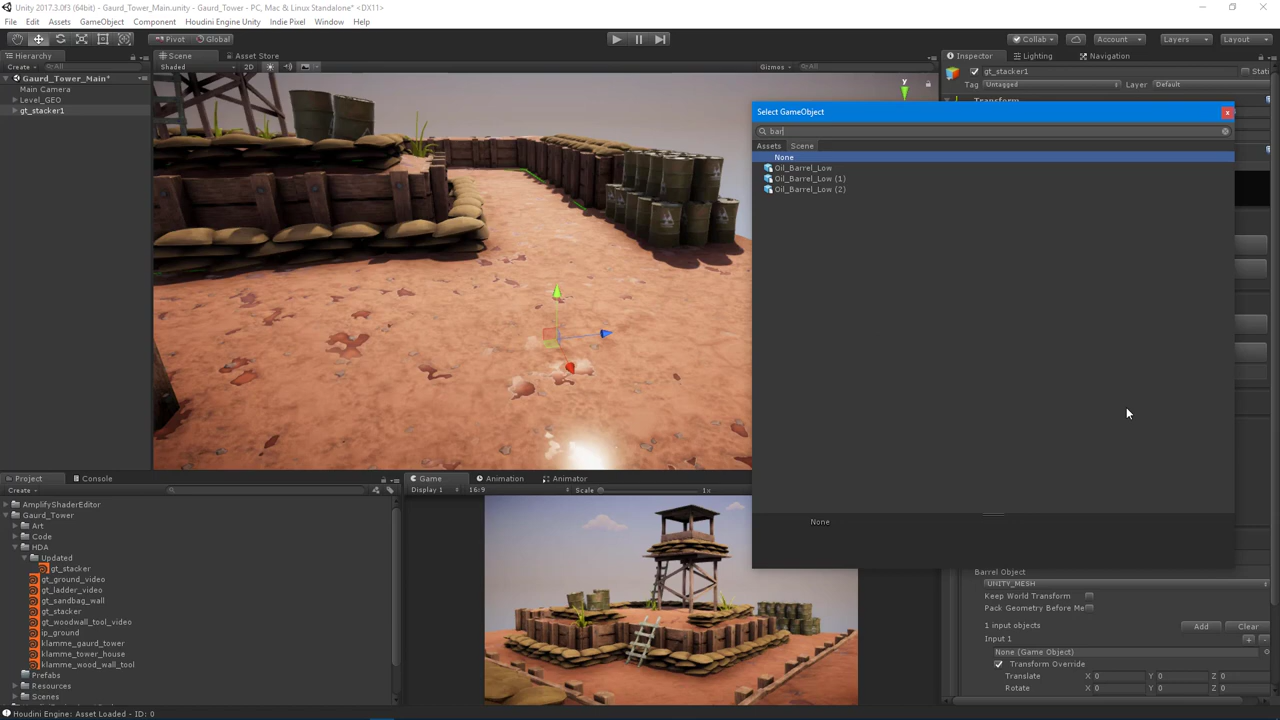 Unity 2017.3.0f3 (64bit) - Gaurd_Tower_Main.unity - Gaurd_Tower - PC, Mac & Linux Standalone* <DX11>
File Edit Assets GameObject Component Houdini Engine Unity Indie Pixel Window Help
Pivot Global Collab Account Layers Layout
Hierarchy Scene Asset Store Inspector Lighting Navigation
Create All Shaded 2D Gizmos All gt_stacker1 Stati
Gaurd_Tower_Main* Tag Untagged Layer Default
Main Camera y Transform
Level_GEO
gt_stacker1
Select GameObject
bar
Assets Scene
None
Oil_Barrel_Low
Oil_Barrel_Low (1)
Oil_Barrel_Low (2)
None
Project Console Game Animation Animator
Create Display 1 16:9 Scale 1x
AmplifyShaderEditor
Gaurd_Tower
Art
Code
HDA
Updated
gt_stacker
gt_ground_video
gt_ladder_video
gt_sandbag_wall
gt_stacker
gt_woodwall_tool_video
ip_ground
klamme_gaurd_tower
klamme_tower_house
klamme_wood_wall_tool
Prefabs
Resources
Scenes
Barrel Object
UNITY_MESH
Keep World Transform
Pack Geometry Before Me
1 input objects Add Clear
Input 1 + -
None (Game Object)
Transform Override
Translate X 0 Y 0 Z 0
Rotate X 0 Y 0 Z 0
Houdini Engine: Asset Loaded - ID: 0